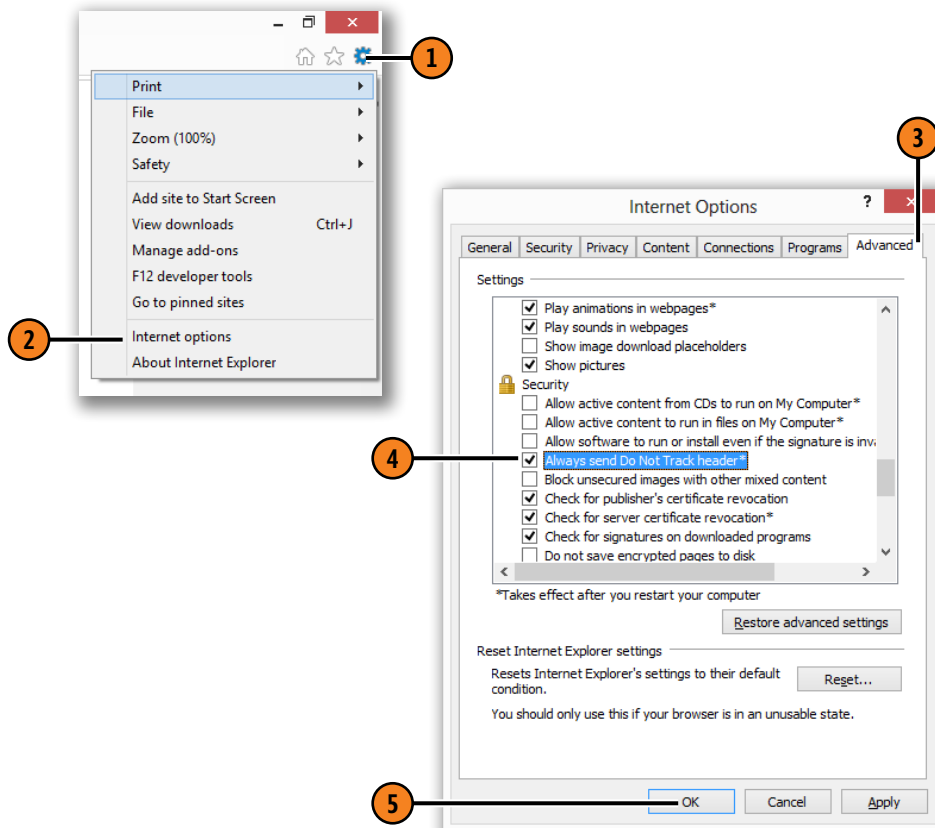 1
Print
File
Zoom (100%)
Safety
Add site to Start Screen
View downloads Ctrl+J
Manage add-ons
F12 developer tools
Go to pinned sites
2
Internet options
About Internet Explorer
3
Internet Options ?
General Security Privacy Content Connections Programs Advanced
Settings
Play animations in webpages*
Play sounds in webpages
Show image download placeholders
Show pictures
Security
Allow active content from CDs to run on My Computer*
Allow active content to run in files on My Computer*
Allow software to run or install even if the signature is inva
4
Always send Do Not Track header*
Block unsecured images with other mixed content
Check for publisher's certificate revocation
Check for server certificate revocation*
Check for signatures on downloaded programs
Do not save encrypted pages to disk
*Takes effect after you restart your computer
Restore advanced settings
Reset Internet Explorer settings
Resets Internet Explorer's settings to their default
condition.
Reset...
You should only use this if your browser is in an unusable state.
5
OK Cancel Apply